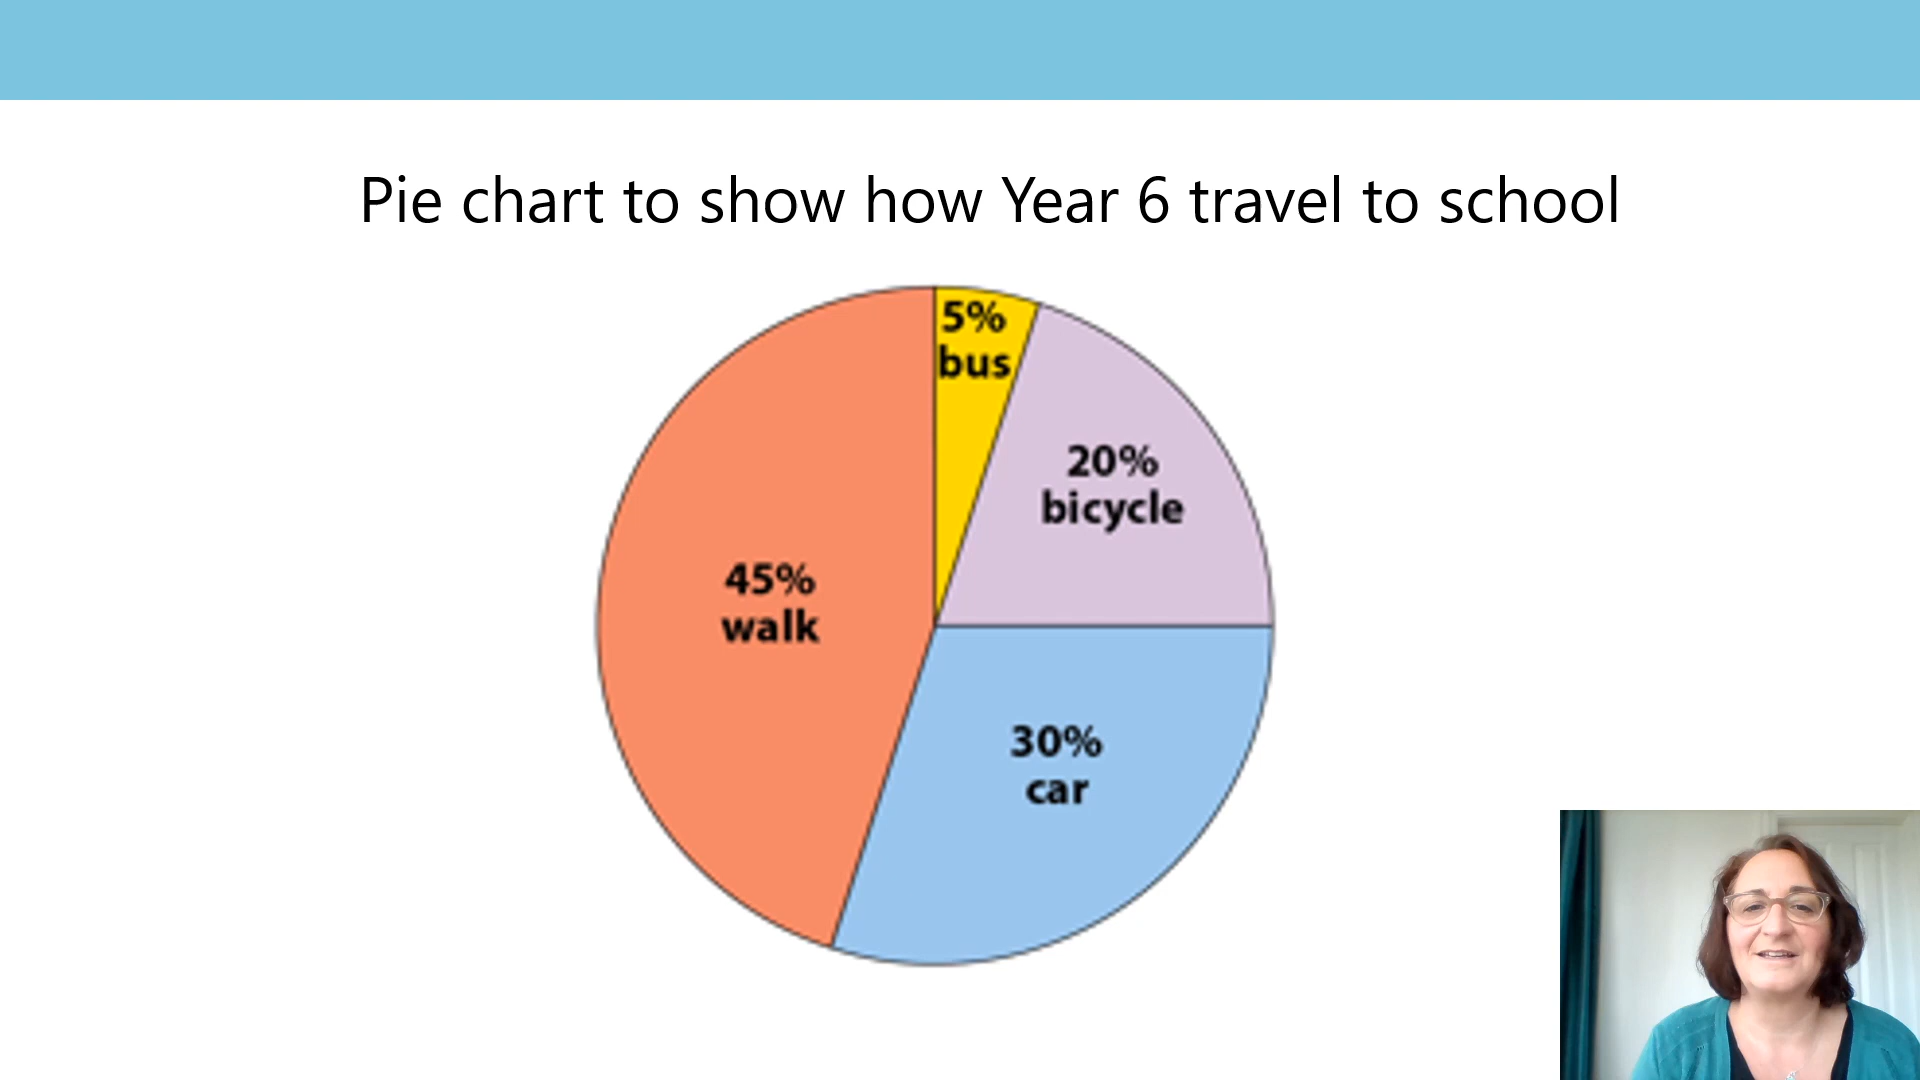 Pie chart to show how Year 6 travel to school
5%
bus
20%
bicycle
45%
walk
30%
car